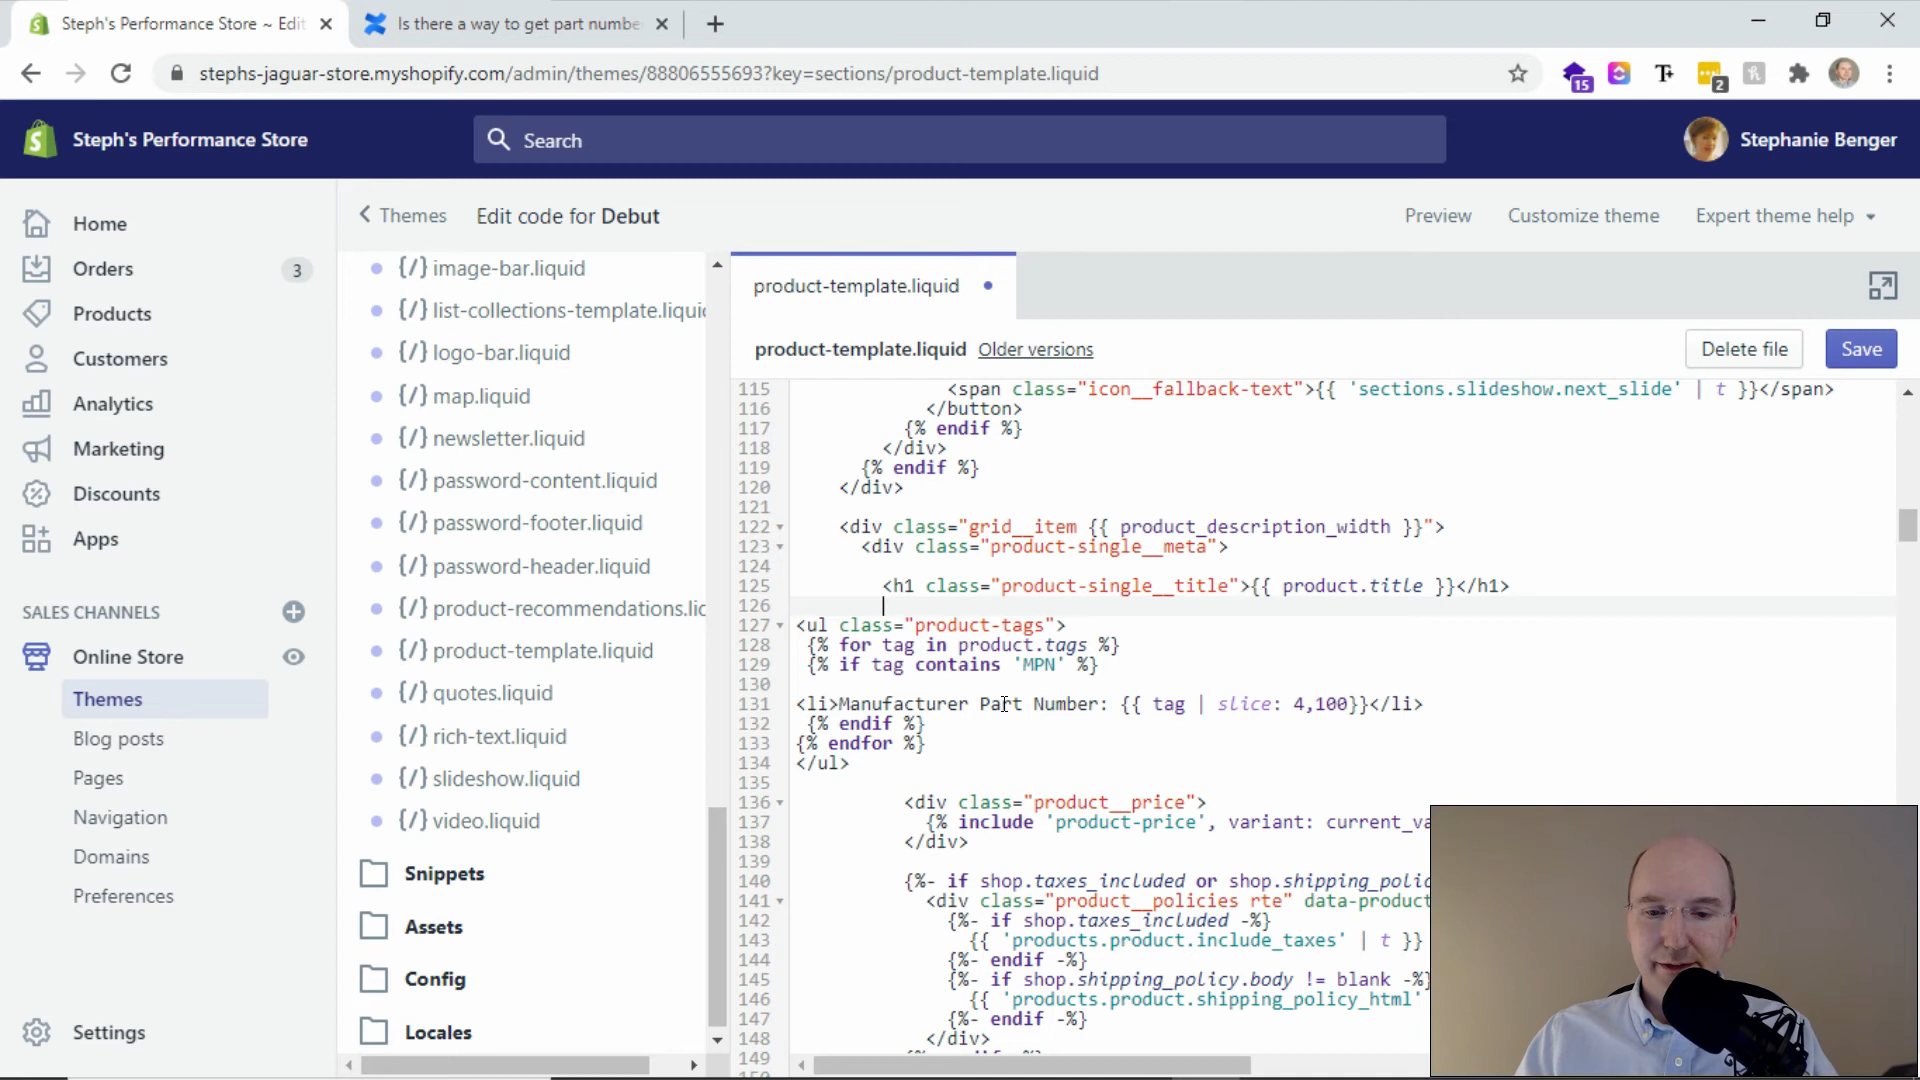 Steph's Performance Store ~ Edit
Is there a way to get part numbe
stephs-jaguar-store.myshopify.com/admin/themes/88806555693?key=sections/product-template.liquid
15
2
Steph's Performance Store
Search
Stephanie Benger
Home
Orders
3
Products
Customers
Analytics
Marketing
Discounts
Apps
SALES CHANNELS
Online Store
Themes
Blog posts
Pages
Navigation
Domains
Preferences
Settings
Themes
Edit code for Debut
Preview
Customize theme
Expert theme help
{/} image-bar.liquid
{/} list-collections-template.liquid
{/} logo-bar.liquid
{/} map.liquid
{/} newsletter.liquid
{/} password-content.liquid
{/} password-footer.liquid
{/} password-header.liquid
{/} product-recommendations.lic
{/} product-template.liquid
{/} quotes.liquid
{/} rich-text.liquid
{/} slideshow.liquid
{/} video.liquid
Snippets
Assets
Config
Locales
product-template.liquid
product-template.liquid Older versions
Delete file
Save
115 <span class="icon__fallback-text">{{ 'sections.slideshow.next_slide' | t }}</span>
116 </button>
117 {% endif %}
118 </div>
119 {% endif %}
120 </div>
121
122 <div class="grid__item {{ product_description_width }}">
123 <div class="product-single__meta">
124
125 <h1 class="product-single__title">{{ product.title }}</h1>
126
127 <ul class="product-tags">
128 {% for tag in product.tags %}
129 {% if tag contains 'MPN' %}
130
131 <li>Manufacturer Part Number: {{ tag | slice: 4,100}}</li>
132 {% endif %}
133 {% endfor %}
134 </ul>
135
136 <div class="product__price">
137 {% include 'product-price', variant: current_va
138 </div>
139
140 {%- if shop.taxes_included or shop.shipping_polic
141 <div class="product__policies rte" data-product
142 {%- if shop.taxes_included -%}
143 {{ 'products.product.include_taxes' | t }}
144 {%- endif -%}
145 {%- if shop.shipping_policy.body != blank -%}
146 {{ 'products.product.shipping_policy_html'
147 {%- endif -%}
148 </div>
149